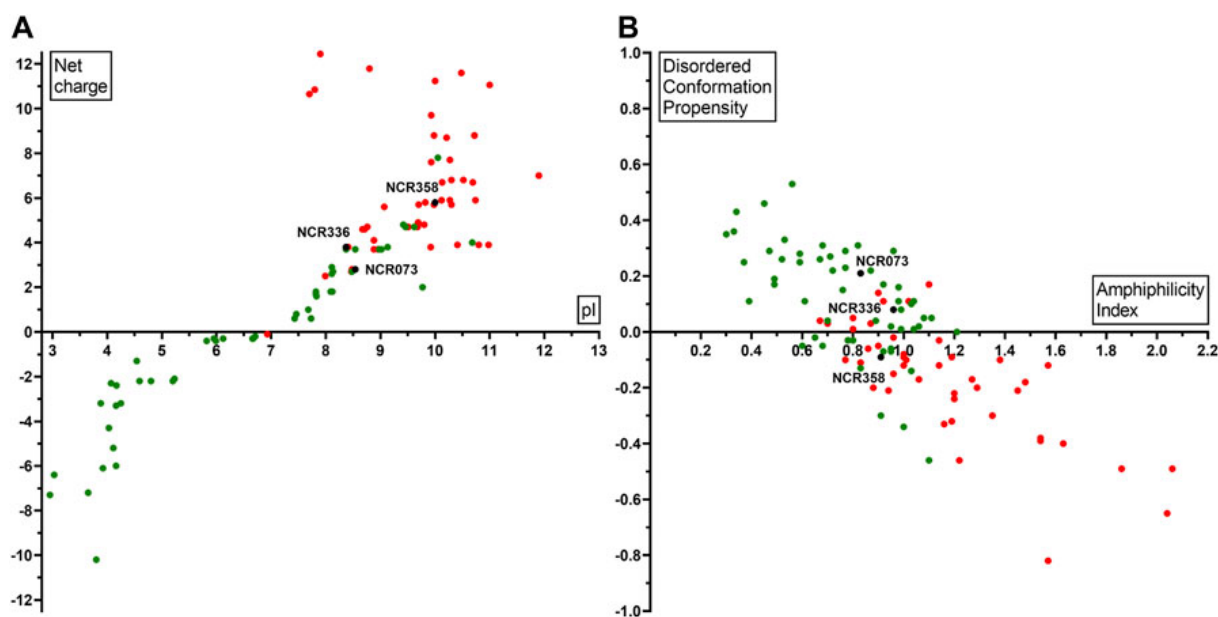 A
Net
charge
12
10
8
6
4
2
0
-2
-4
-6
-8
-10
-12
3 4 5 6 7 8 9 10 11 12 13
pI
NCR358
NCR336
NCR073
B
Disordered
Conformation
Propensity
1.0
0.8
0.6
0.4
0.2
0.0
-0.2
-0.4
-0.6
-0.8
-1.0
0.2 0.4 0.6 0.8 1.0 1.2 1.4 1.6 1.8 2.0 2.2
Amphiphilicity
Index
NCR073
NCR336
NCR358